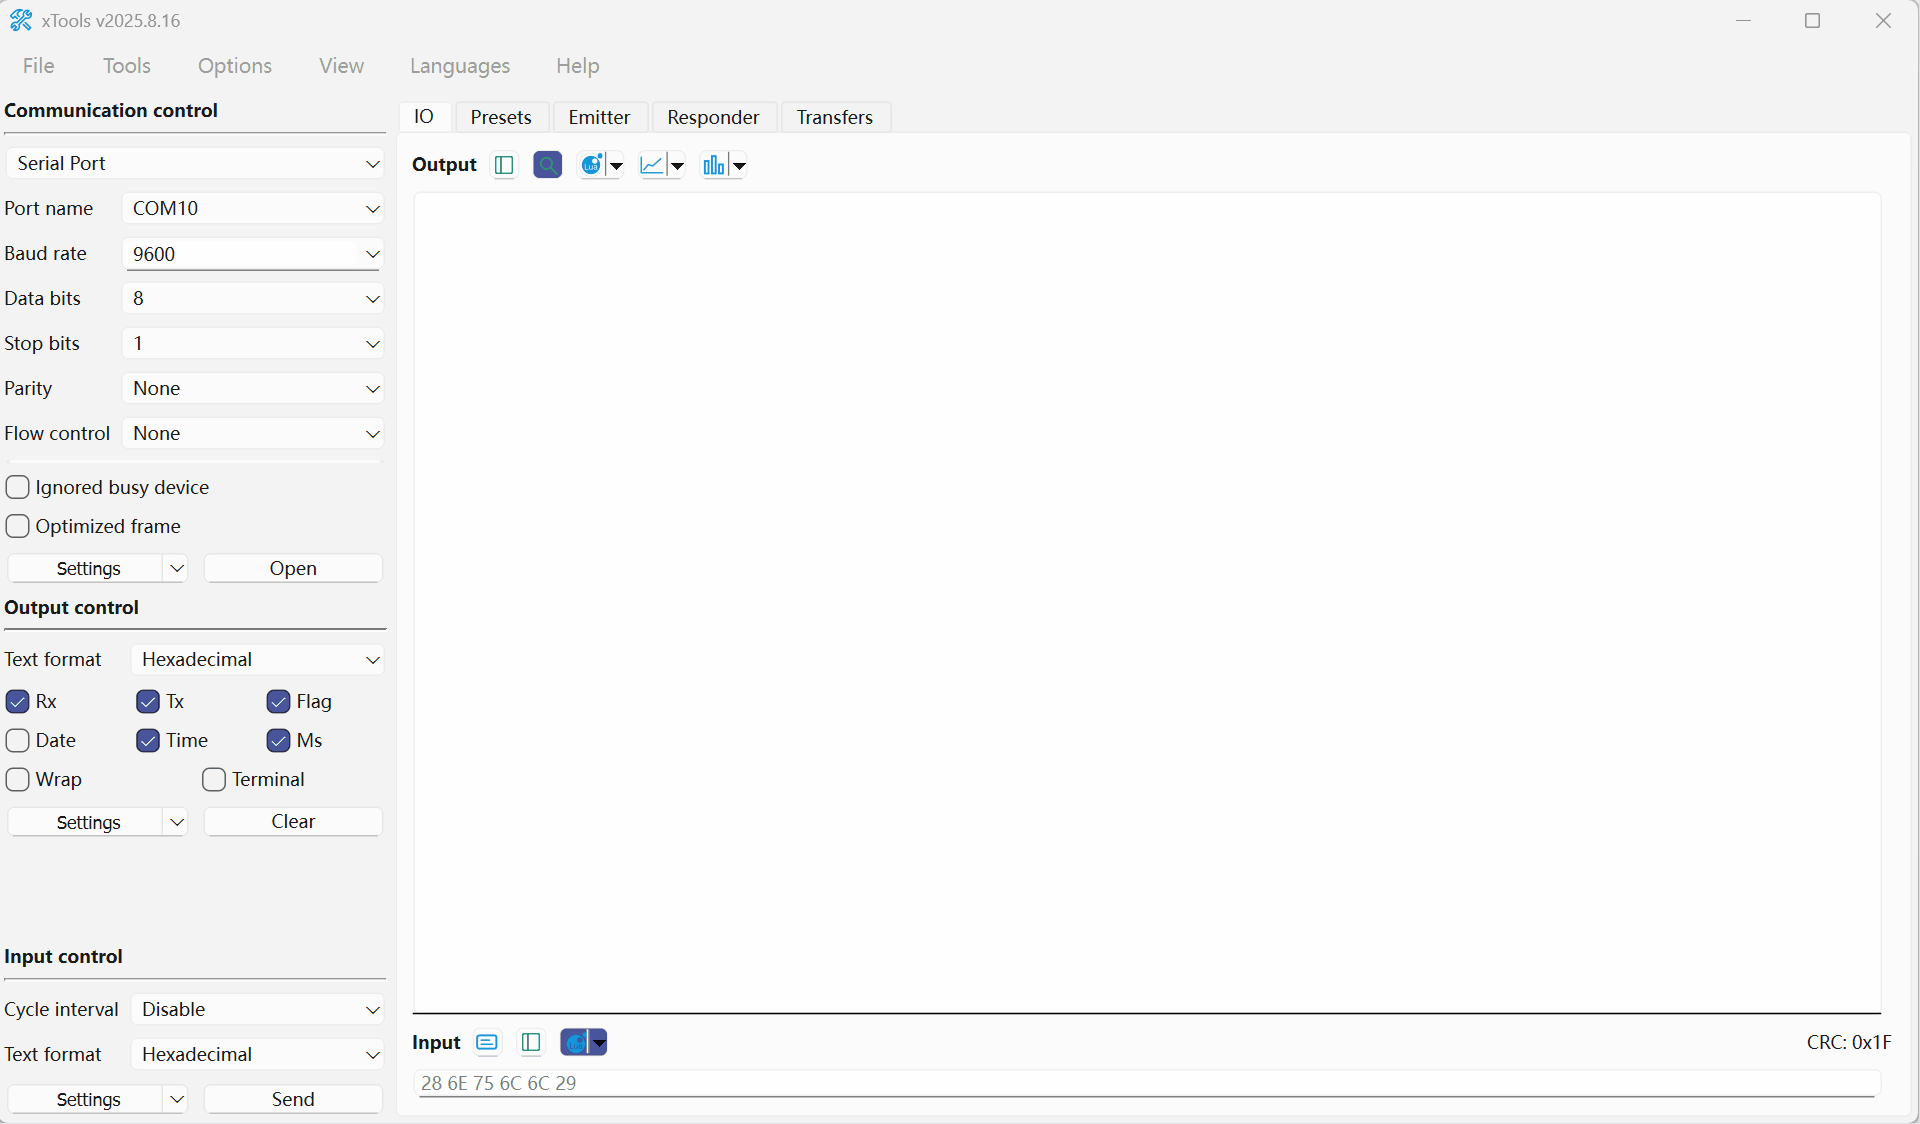 xTools v2025.8.16
File Tools Options View Languages Help
Communication control
Serial Port
Port name COM10
Baud rate 9600
Data bits 8
Stop bits 1
Parity None
Flow control None
Ignored busy device
Optimized frame
Settings Open
Output control
Text format Hexadecimal
Rx Tx Flag
Date Time Ms
Wrap Terminal
Settings Clear
Input control
Cycle interval Disable
Text format Hexadecimal
Settings Send
IO Presets Emitter Responder Transfers
Output Lua
Input Lua CRC: 0x1F
28 6E 75 6C 6C 29